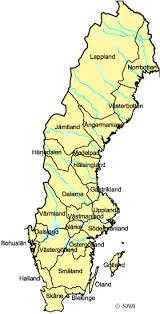 Lappland
Norrbotten
Västerbotten
Ångermanland
Jämtland
Medelpad
Härjedalen
Hälsingland
Dalarna
Gästrikland
Uppland
Värmland
Västmanland
Närke
Södermanland
Dalsland
Bohuslän
Östergötland
Västergötland
Gotland
Halland
Småland
Öland
Skåne
Blekinge
© SNA